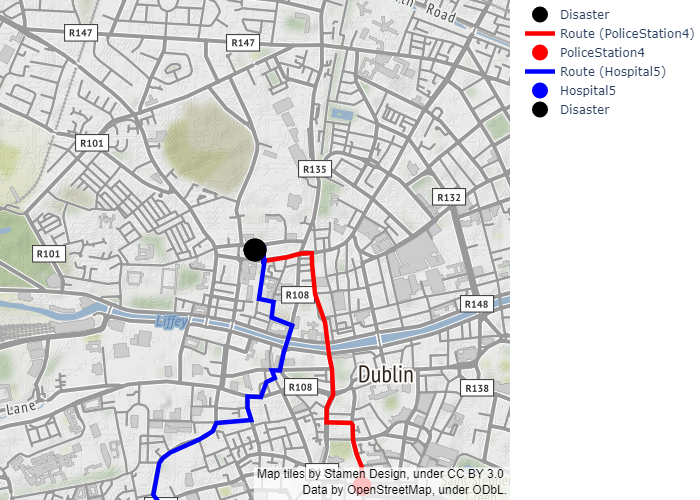 Road
R147
R147
R101
R135
R132
R101
R108
R148
Liffey
Dublin
R108
R138
Lane
Map tiles by Stamen Design, under CC BY 3.0
Data by OpenStreetMap, under ODbL.
Disaster
Route (PoliceStation4)
PoliceStation4
Route (Hospital5)
Hospital5
Disaster